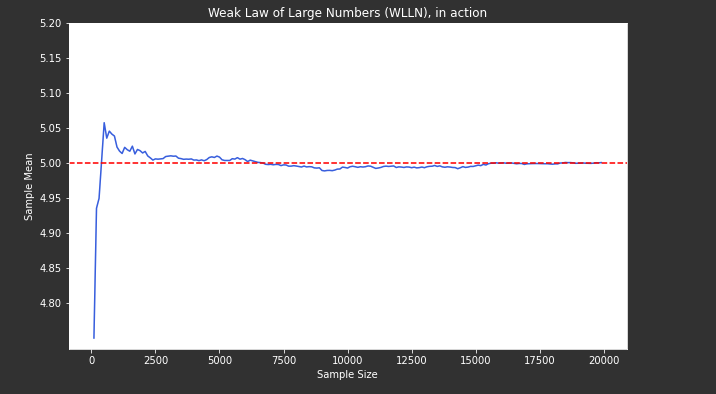 Weak Law of Large Numbers (WLLN), in action
5.20
5.15
5.10
5.05
5.00
4.95
4.90
4.85
4.80
Sample Mean
0 2500 5000 7500 10000 12500 15000 17500 20000
Sample Size